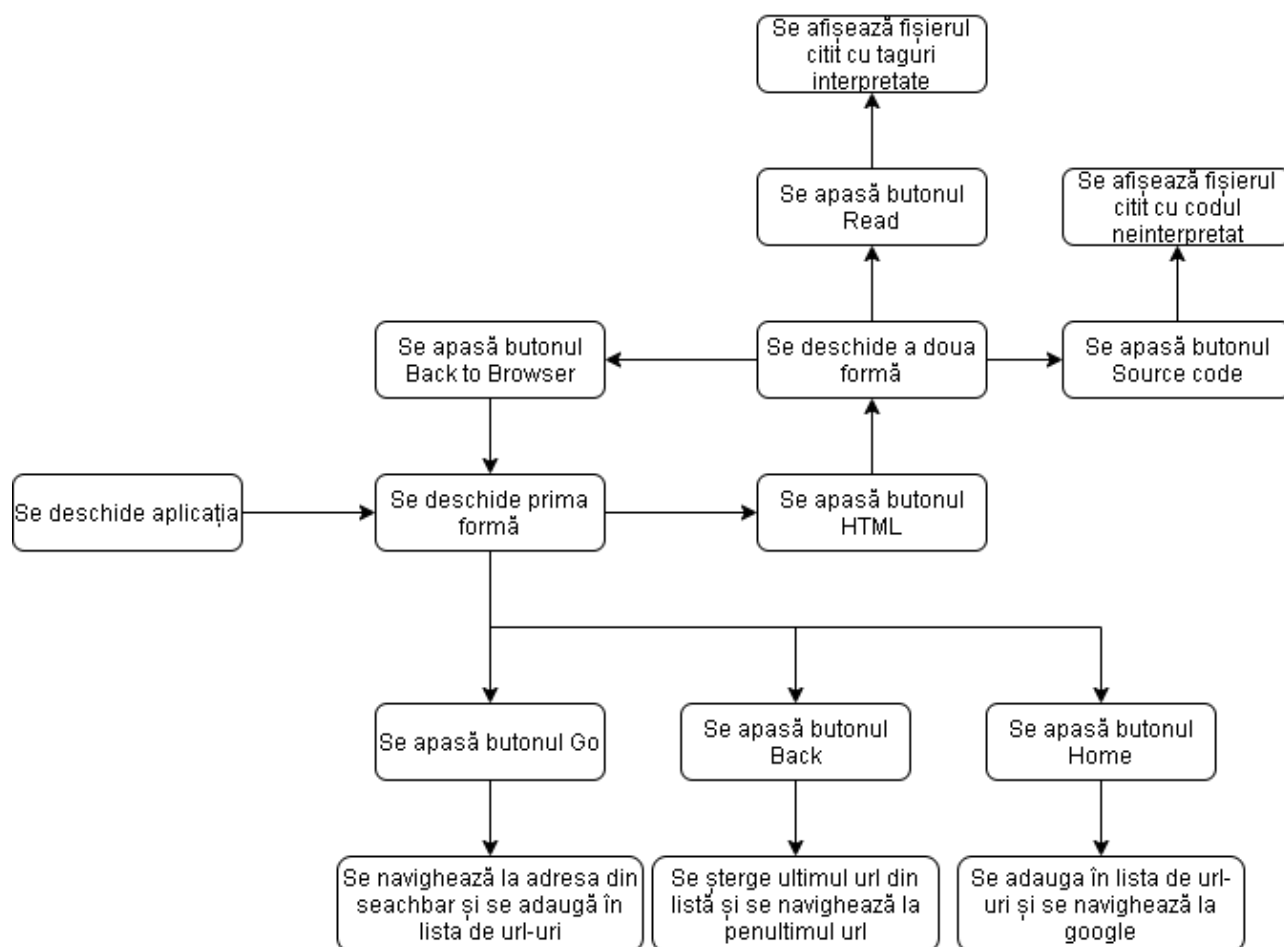 Se afișează fișierul
citit cu taguri
interpretate
Se apasă butonul
Read
Se afișează fișierul
citit cu codul
neinterpretat
Se apasă butonul
Back to Browser
Se deschide a doua
formă
Se apasă butonul
Source code
Se deschide aplicația
Se deschide prima
formă
Se apasă butonul
HTML
Se apasă butonul Go
Se apasă butonul
Back
Se apasă butonul
Home
Se navighează la adresa din
seachbar și se adaugă în
lista de url-uri
Se șterge ultimul url din
listă și se navighează la
penultimul url
Se adauga în lista de url-
uri și se navighează la
google